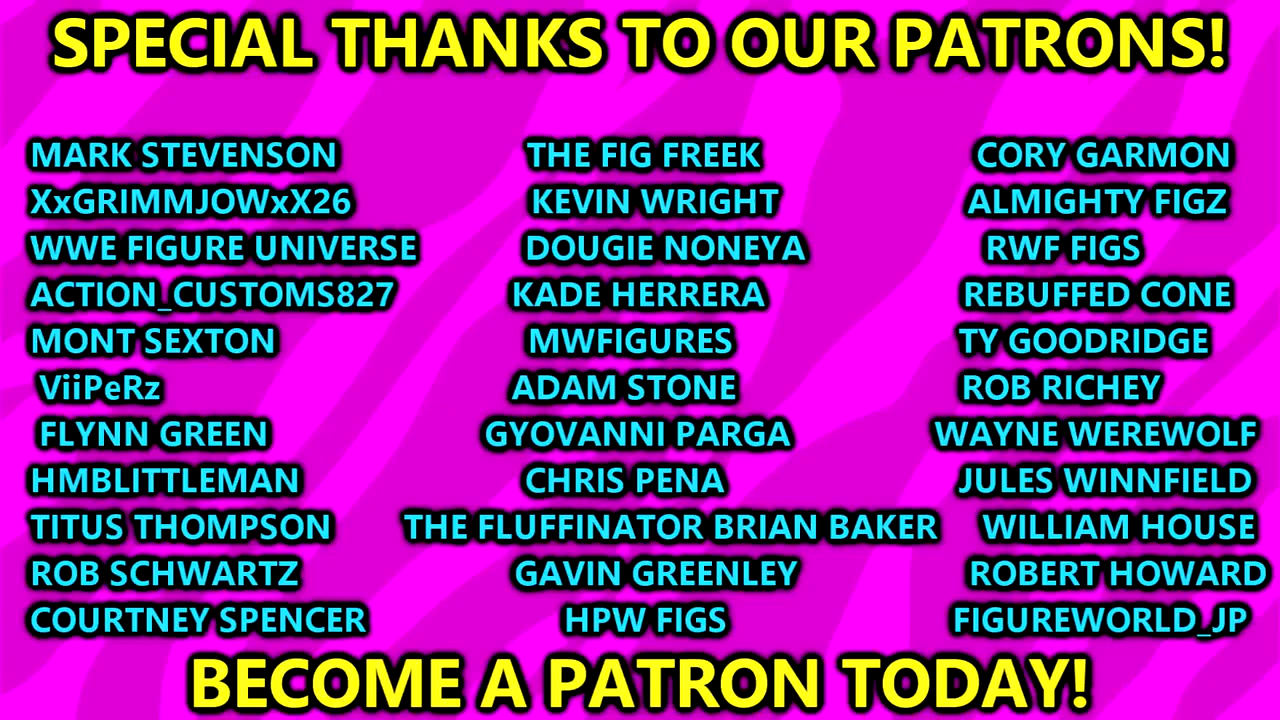 SPECIAL THANKS TO OUR PATRONS!
MARK STEVENSON THE FIG FREEK CORY GARMON
XxGRIMMJOWxX26 KEVIN WRIGHT ALMIGHTY FIGZ
WWE FIGURE UNIVERSE DOUGIE NONEYA RWF FIGS
ACTION_CUSTOMS827 KADE HERRERA REBUFFED CONE
MONT SEXTON MWFIGURES TY GOODRIDGE
ViiPeRz ADAM STONE ROB RICHEY
FLYNN GREEN GYOVANNI PARGA WAYNE WEREWOLF
HMBLITTLEMAN CHRIS PENA JULES WINNFIELD
TITUS THOMPSON THE FLUFFINATOR BRIAN BAKER WILLIAM HOUSE
ROB SCHWARTZ GAVIN GREENLEY ROBERT HOWARD
COURTNEY SPENCER HPW FIGS FIGUREWORLD_JP
BECOME A PATRON TODAY!